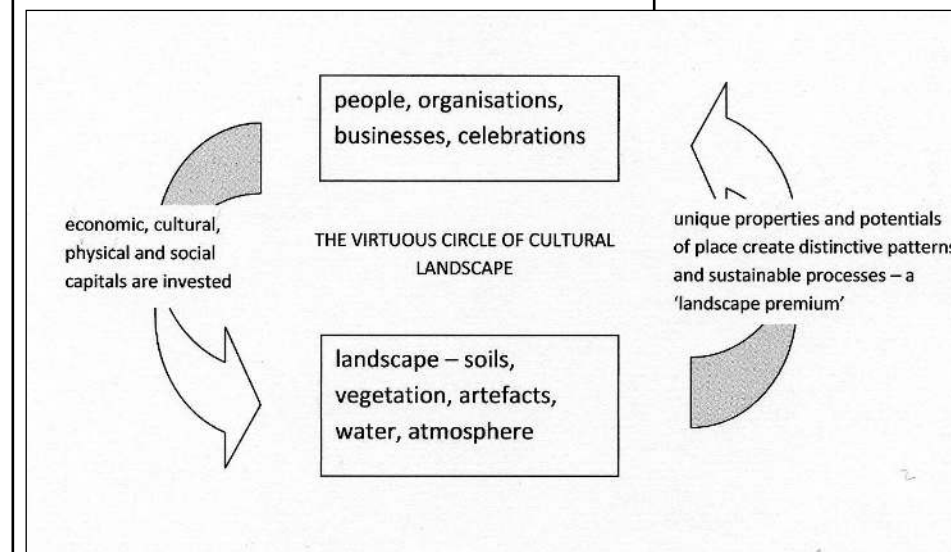 people, organisations,
businesses, celebrations
economic, cultural,
physical and social
capitals are invested
THE VIRTUOUS CIRCLE OF CULTURAL
LANDSCAPE
unique properties and potentials
of place create distinctive patterns
and sustainable processes – a
'landscape premium'
landscape – soils,
vegetation, artefacts,
water, atmosphere
2